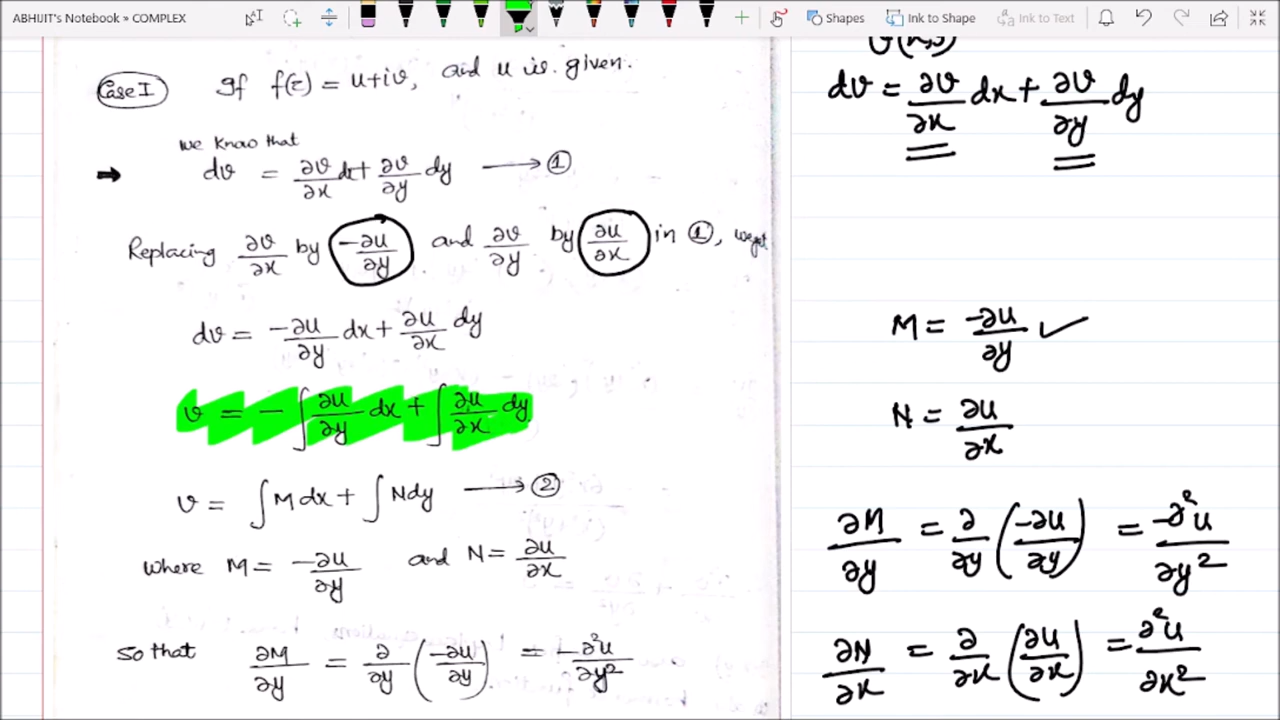 ABHIJIT's Notebook » COMPLEX
Shapes
Ink to Shape
Ink to Text
Case I If f(z) = u+iv, and u is given.
we know that
dv = ∂v/∂x dx + ∂v/∂y dy → ①
Replacing ∂v/∂x by -∂u/∂y and ∂v/∂y by ∂u/∂x in ①, we get
dv = -∂u/∂y dx + ∂u/∂x dy
v = -∫ ∂u/∂y dx + ∫ ∂u/∂x dy
v = ∫ M dx + ∫ N dy → ②
where M = -∂u/∂y and N = ∂u/∂x
so that ∂M/∂y = ∂/∂y (-∂u/∂y) = -∂²u/∂y²
dv = ∂v/∂x dx + ∂v/∂y dy
M = -∂u/∂y ✓
N = ∂u/∂x
∂M/∂y = ∂/∂y (-∂u/∂y) = -∂²u/∂y²
∂N/∂x = ∂/∂x (∂u/∂x) = ∂²u/∂x²